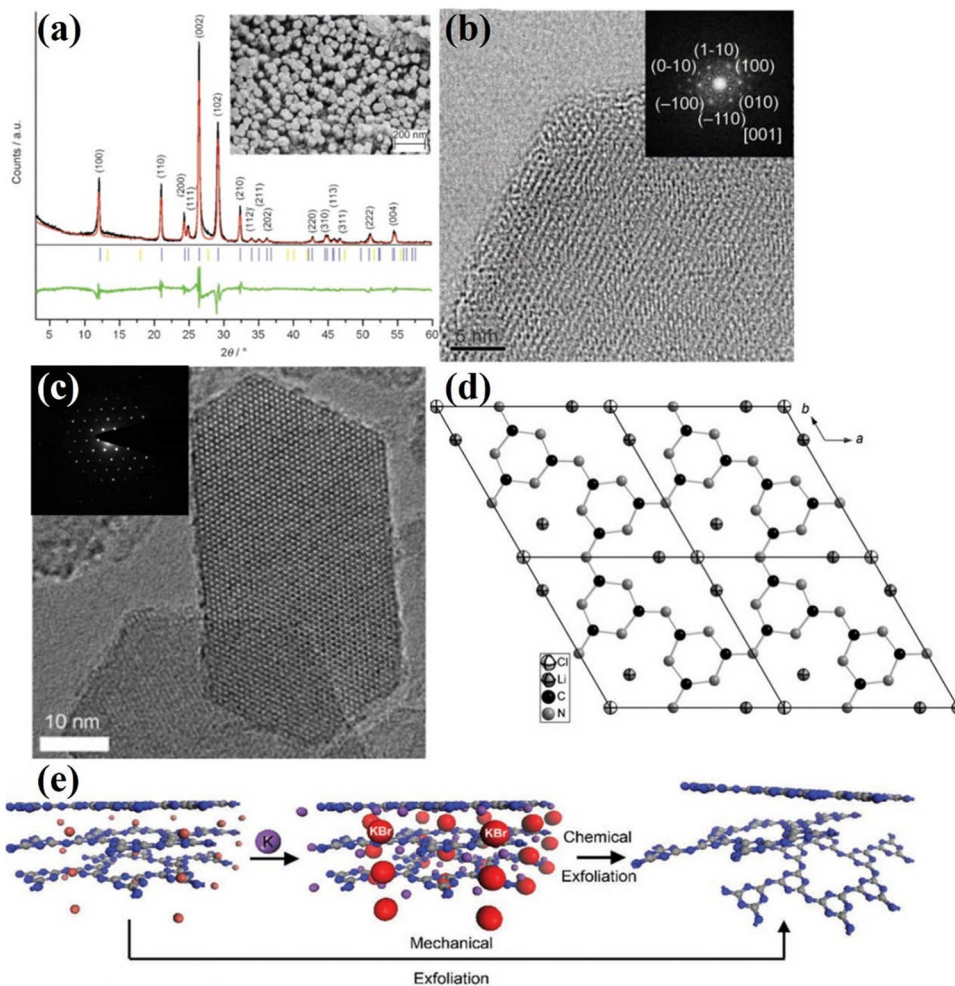 (a)
Counts / a.u.
(100)
(110)
(200)
(111)
(002)
(102)
(210)
(112)
(211)
(202)
(220)
(310)
(113)
(311)
(222)
(004)
200 nm
5 10 15 20 25 30 35 40 45 50 55 60
2θ / °
(b)
(1-10)
(0-10) (100)
(−100) (010)
(−110)
[001]
5 nm
(c)
10 nm
(d)
b
a
Cl
Li
C
N
(e)
K
KBr KBr
Chemical
Exfoliation
Mechanical
Exfoliation